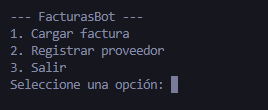 --- FacturasBot ---
1. Cargar factura
2. Registrar proveedor
3. Salir
Seleccione una opción: